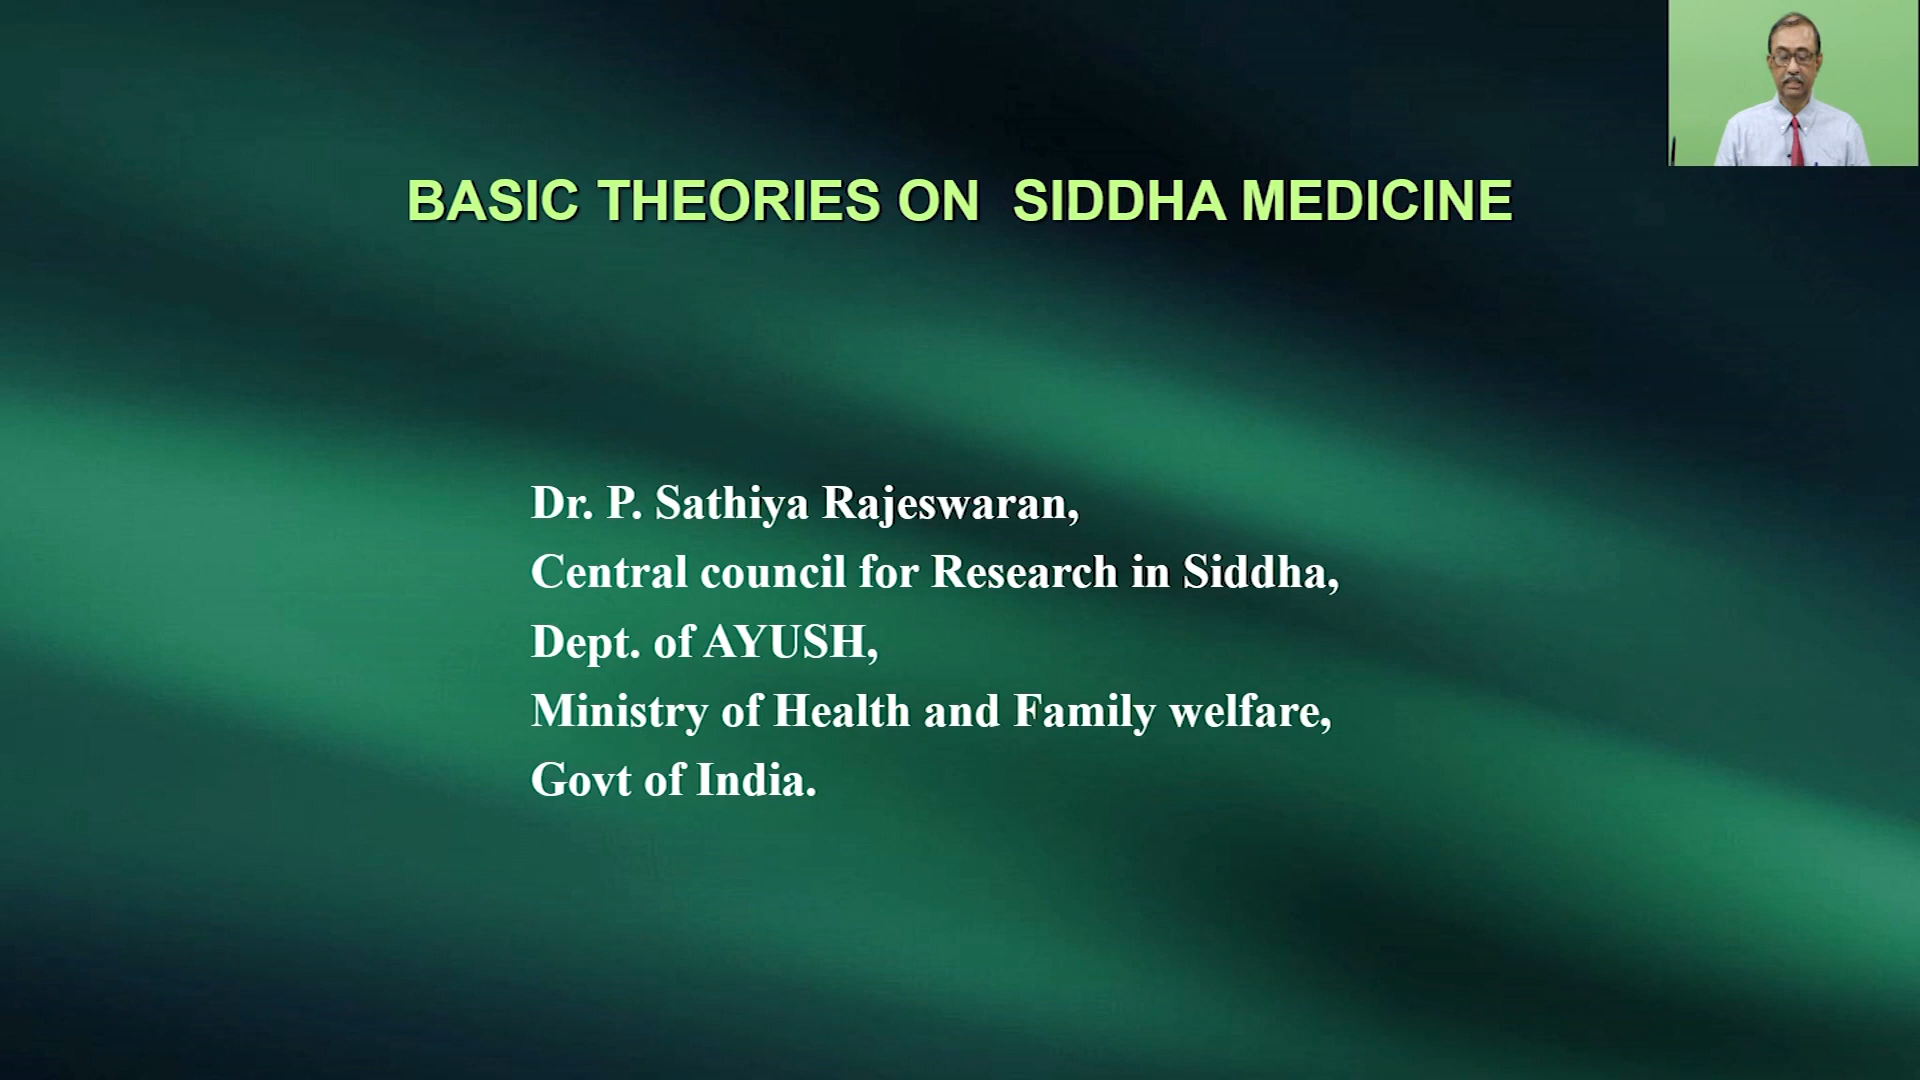 BASIC THEORIES ON SIDDHA MEDICINE
Dr. P. Sathiya Rajeswaran,
Central council for Research in Siddha,
Dept. of AYUSH,
Ministry of Health and Family welfare,
Govt of India.